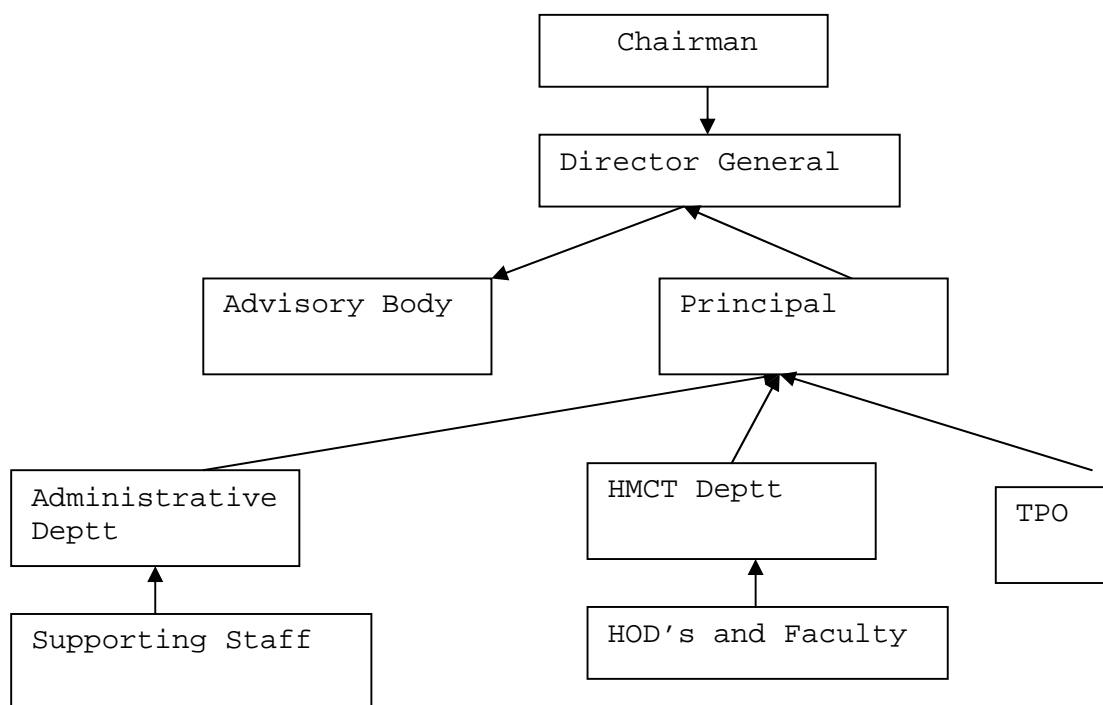 Chairman
Director General
Advisory Body
Principal
Administrative
Deptt
HMCT Deptt
TPO
Supporting Staff
HOD’s and Faculty